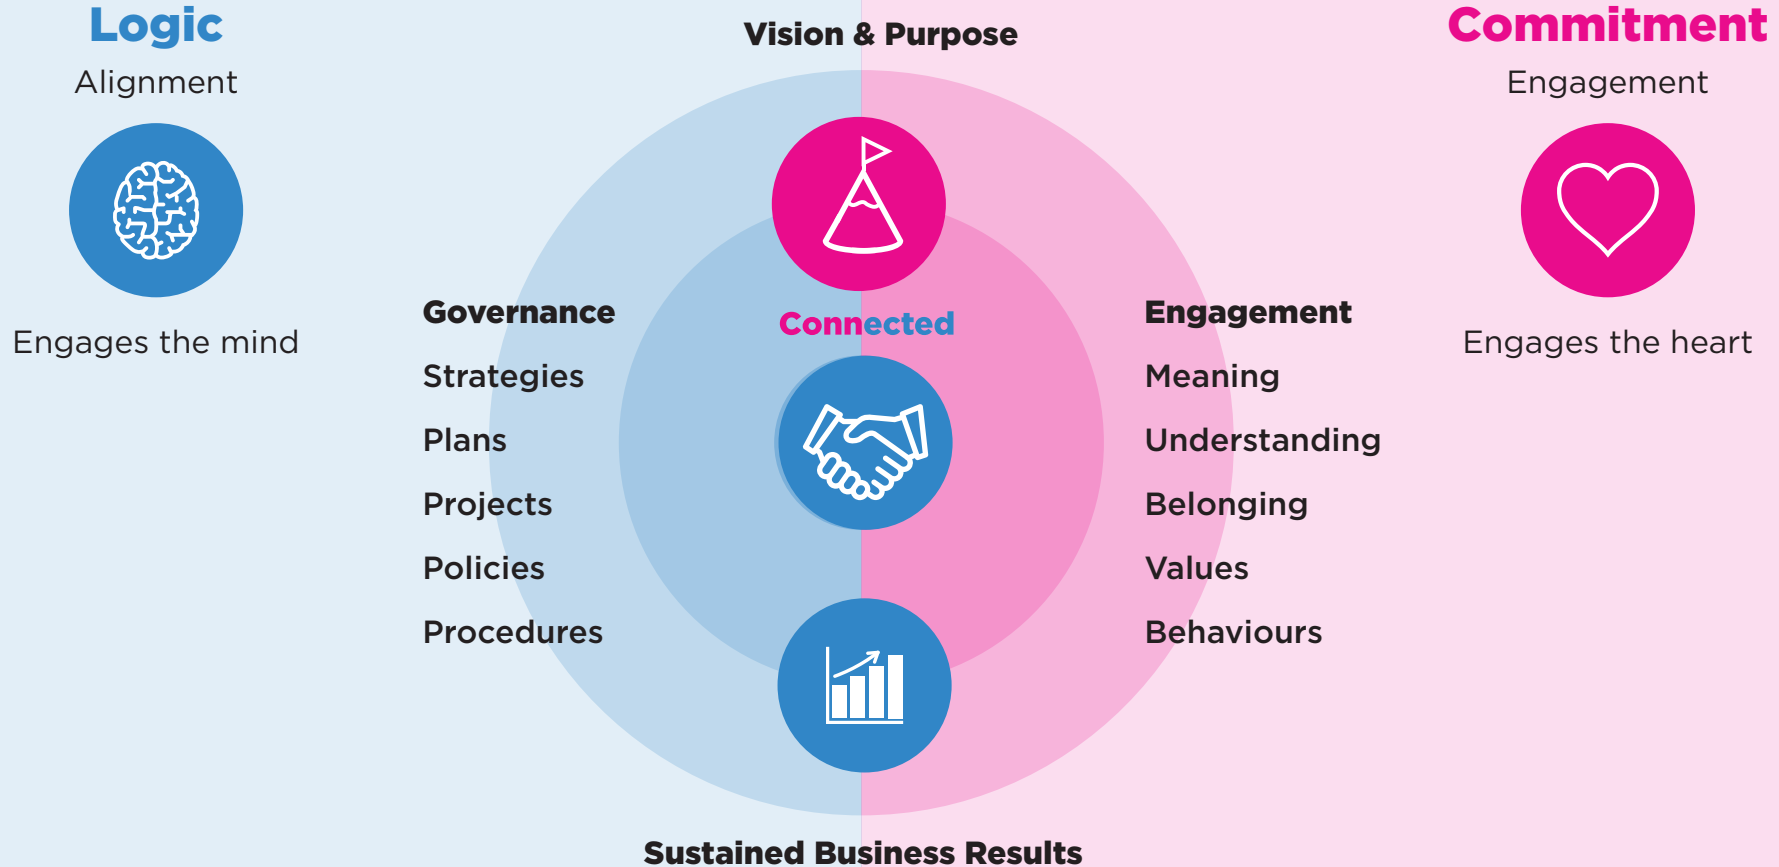 Logic
Alignment
Engages the mind
Vision & Purpose
Governance
Strategies
Plans
Projects
Policies
Procedures
Connected
Engagement
Meaning
Understanding
Belonging
Values
Behaviours
Sustained Business Results
Commitment
Engagement
Engages the heart